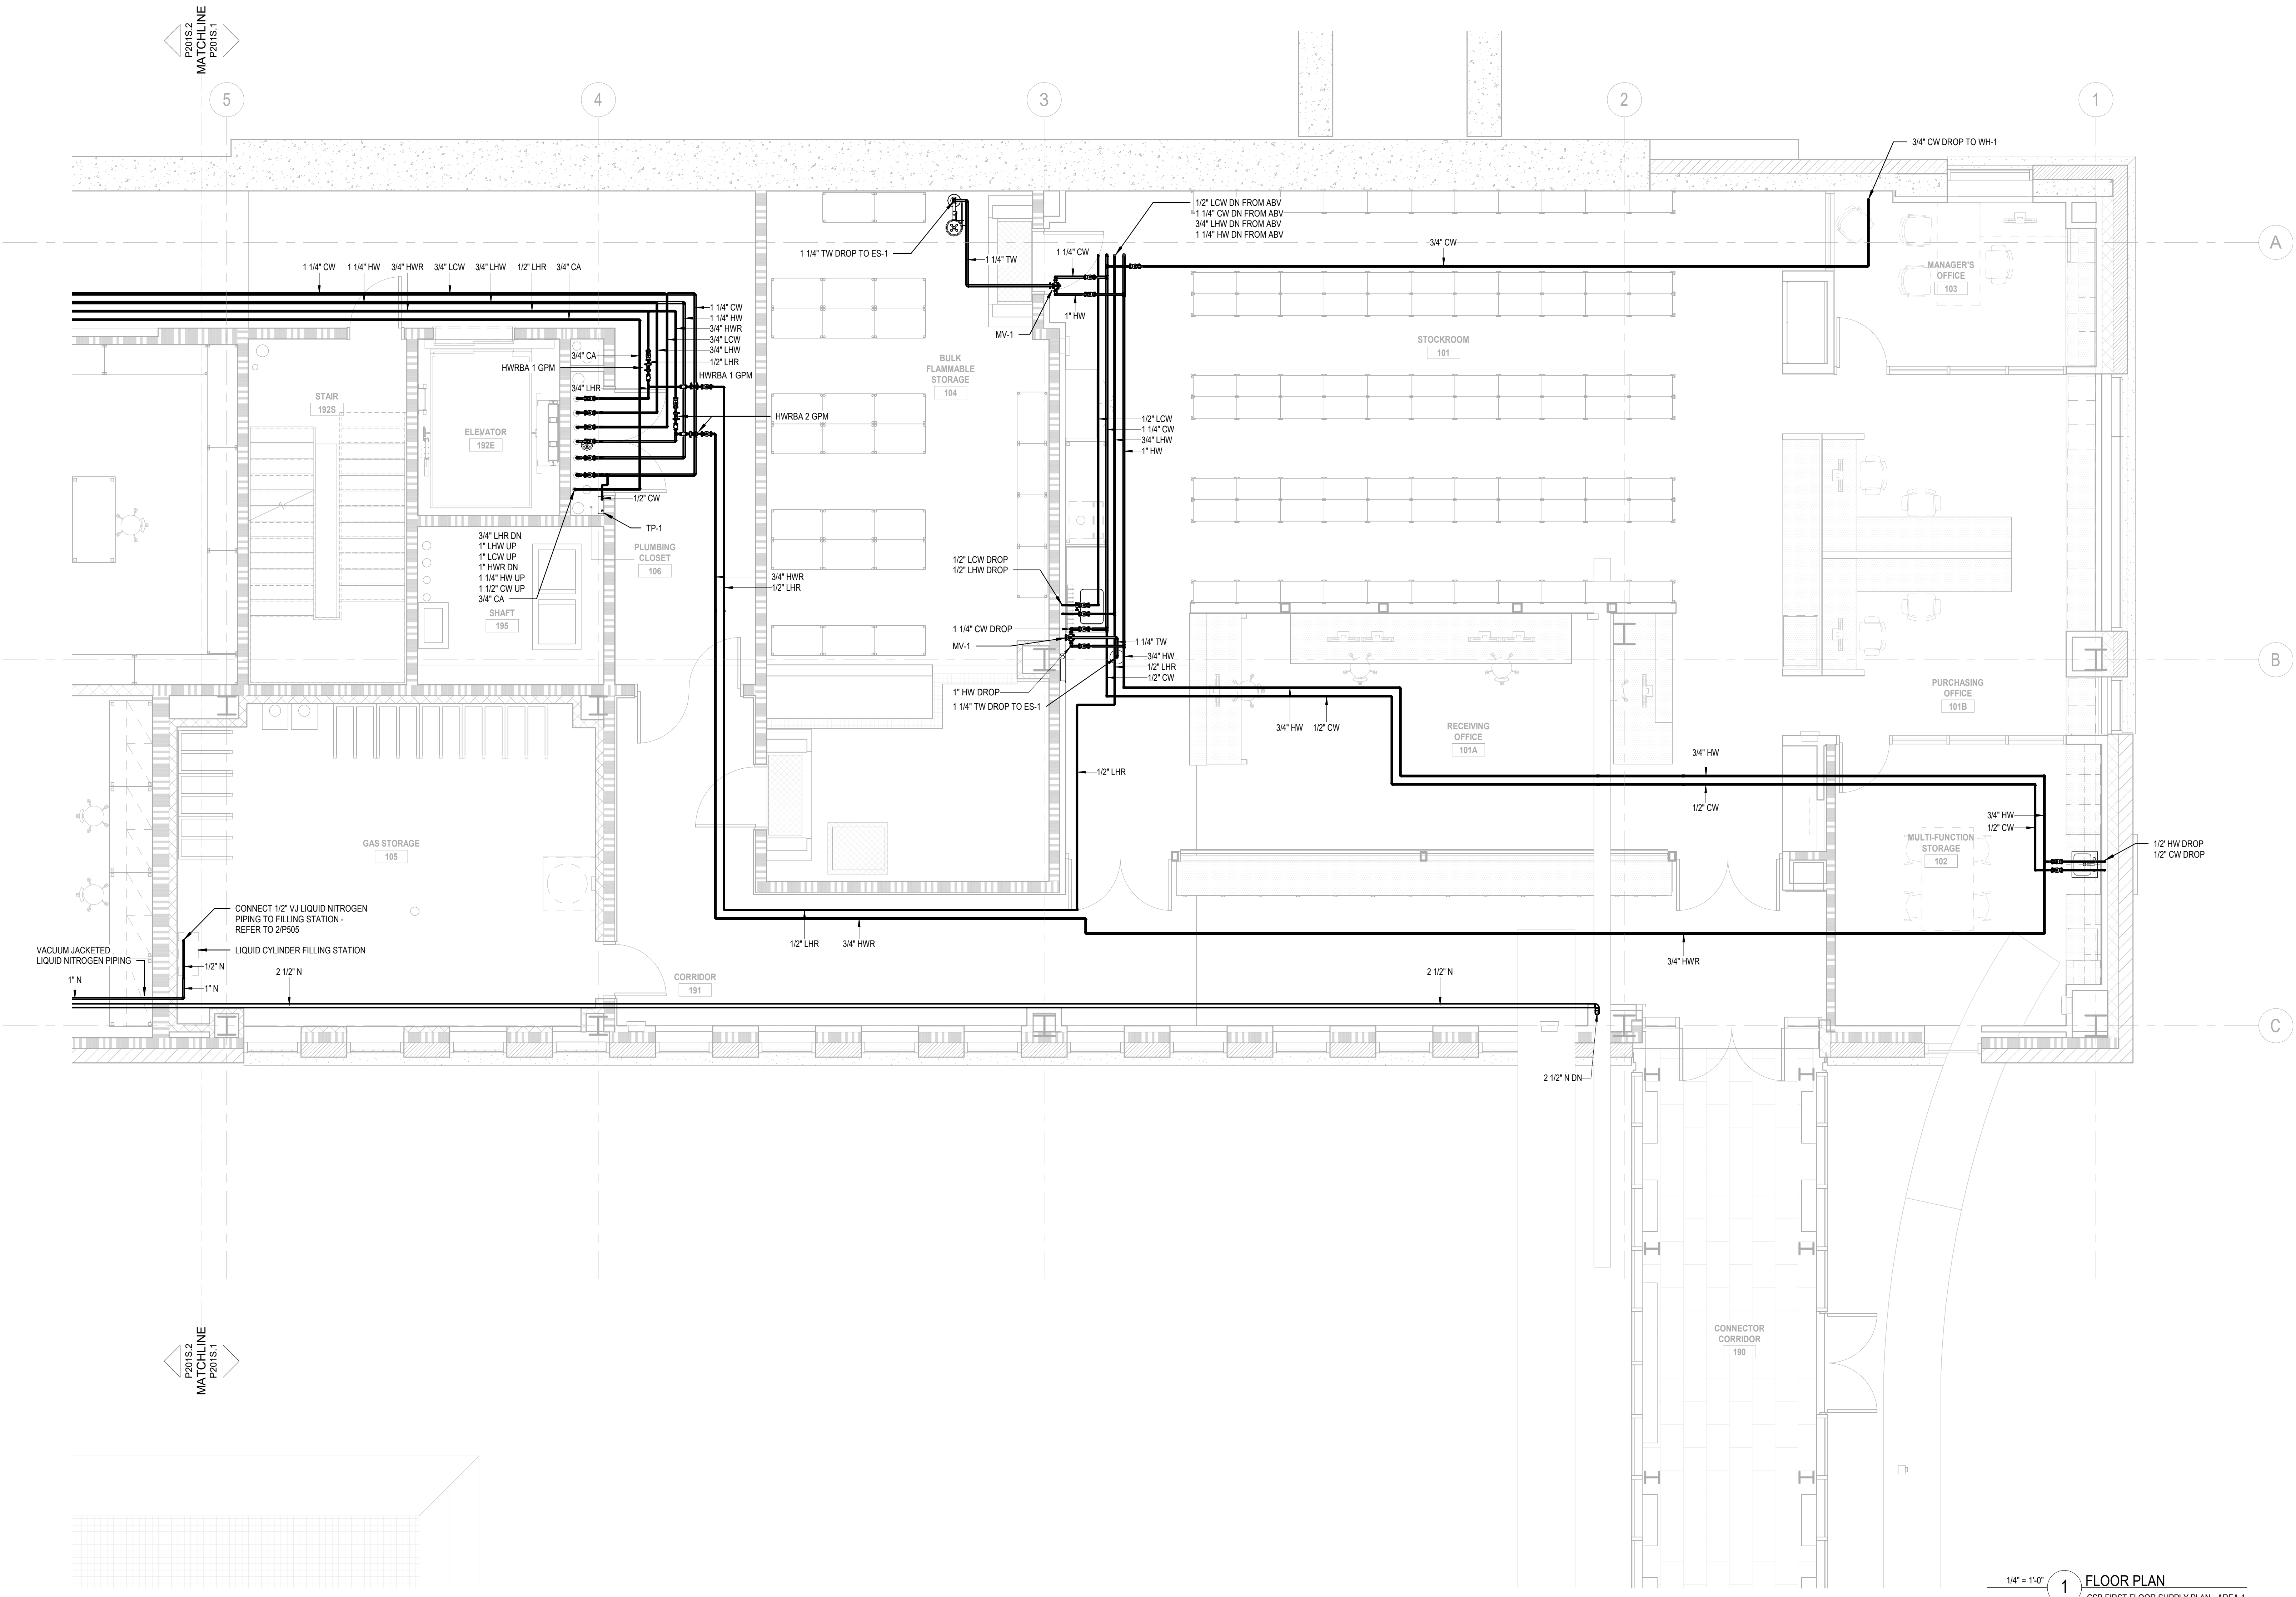 P201S.2
MATCHLINE
P201S.1
5
4
3
2
1
3/4" CW DROP TO WH-1
1/2" LCW DN FROM ABV
1 1/4" CW DN FROM ABV
3/4" LHW DN FROM ABV
1 1/4" HW DN FROM ABV
A
1 1/4" TW DROP TO ES-1
1 1/4" TW
1 1/4" CW
3/4" CW
1" HW
MV-1
MANAGER'S
OFFICE
103
1 1/4" CW
1 1/4" HW
3/4" HWR
3/4" LCW
3/4" LHW
1/2" LHR
3/4" CA
1 1/4" CW
1 1/4" HW
3/4" HWR
3/4" LCW
3/4" LHW
1/2" LHR
HWRBA 1 GPM
3/4" CA
HWRBA 1 GPM
3/4" LHR
HWRBA 2 GPM
STOCKROOM
101
BULK
FLAMMABLE
STORAGE
104
STAIR
192S
ELEVATOR
192E
1/2" LCW
1 1/4" CW
3/4" LHW
1" HW
1/2" CW
TP-1
3/4" LHR DN
1" LHW UP
1" LCW UP
1" HWR DN
1 1/4" HW UP
1 1/2" CW UP
3/4" CA
PLUMBING
CLOSET
106
SHAFT
195
3/4" HWR
1/2" LHR
1/2" LCW DROP
1/2" LHW DROP
1 1/4" CW DROP
MV-1
1" HW DROP
1 1/4" TW DROP TO ES-1
1 1/4" TW
3/4" HW
1/2" LHR
1/2" CW
B
3/4" HW
1/2" CW
RECEIVING
OFFICE
101A
PURCHASING
OFFICE
101B
1/2" LHR
3/4" HW
1/2" CW
3/4" HW
1/2" CW
MULTI-FUNCTION
STORAGE
102
1/2' HW DROP
1/2" CW DROP
GAS STORAGE
105
CONNECT 1/2" VJ LIQUID NITROGEN
PIPING TO FILLING STATION -
REFER TO 2/P505
VACUUM JACKETED
LIQUID NITROGEN PIPING
LIQUID CYLINDER FILLING STATION
1/2" N
1" N
1" N
2 1/2" N
1/2" LHR
3/4" HWR
CORRIDOR
191
2 1/2" N
3/4" HWR
C
2 1/2" N DN
CONNECTOR
CORRIDOR
190
P201S.2
MATCHLINE
P201S.1
1/4" = 1'-0"
1
FLOOR PLAN